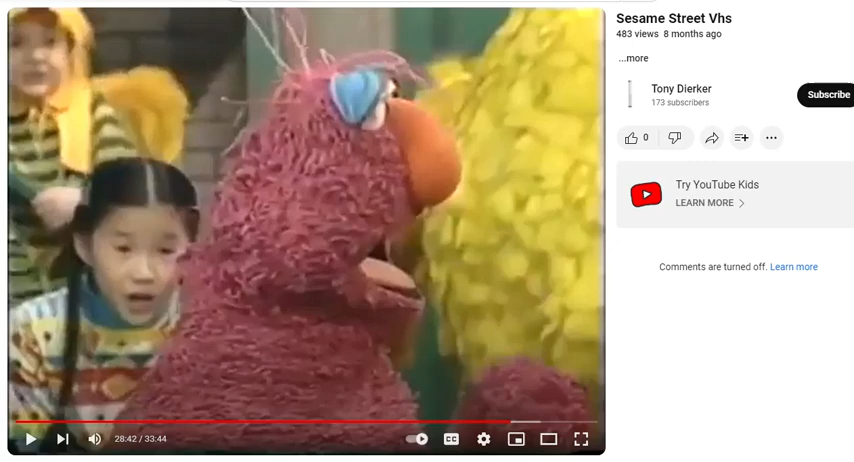 Sesame Street Vhs
483 views 8 months ago
...more
Tony Dierker
173 subscribers
Subscribe
0
Try YouTube Kids
LEARN MORE
Comments are turned off. Learn more
28:42 / 33:44
CC